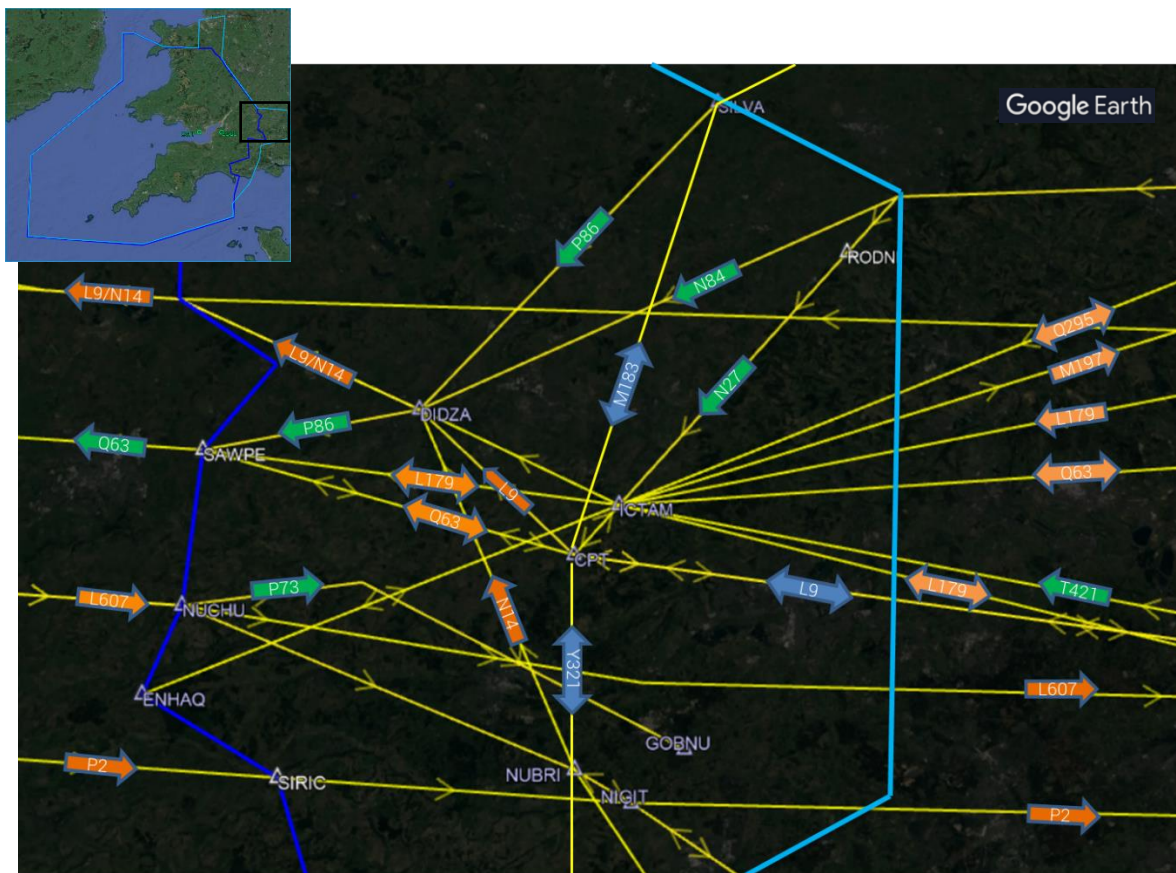 Google Earth
SILVA
P86
RODN
N84
L9/N14
Q295
L9/N14
M197
M183
N27
DIDZA
L179
P86
Q63
SAWPE
Q63
L179
L9
ICTAM
Q63
CPT
L9
L179
T421
P73
L607
NUCHU
N14
Y321
ENHAQ
L607
GOBNU
P2
NUBRI
SIRIC
NIGIT
P2